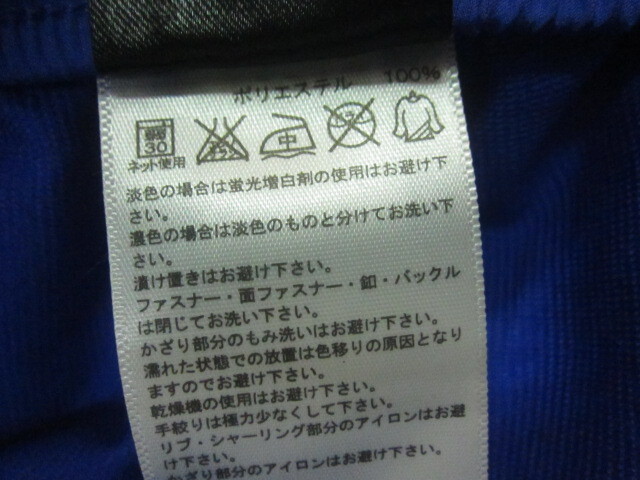 ポリエステル 100%
30 エンソサラシ 中 ドライ
ネット使用
淡色の場合は蛍光増白剤の使用はお避け下
さい。
濃色の場合は淡色のものと分けてお洗い下
さい。
漬け置きはお避け下さい。
ファスナー・面ファスナー・釦・バックル
は閉じてお洗い下さい。
かざり部分のもみ洗いはお避け下さい。
濡れた状態での放置は色移りの原因となり
ますのでお避け下さい。
乾燥機の使用はお避け下さい。
手絞りは極力少なくして下さい。
リブ・シャーリング部分のアイロンはお避
け下さい。
かざり部分のアイロンはお避け下さい。